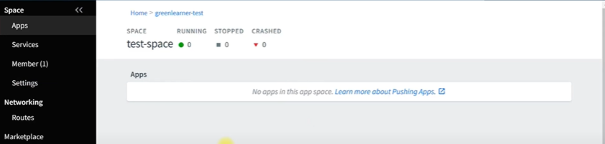 Space
Apps
Services
Member (1)
Settings
Networking
Routes
Marketplace
Home > greenlearner-test
SPACE RUNNING STOPPED CRASHED
test-space 0 0 0
Apps
No apps in this app space. Learn more about Pushing Apps.